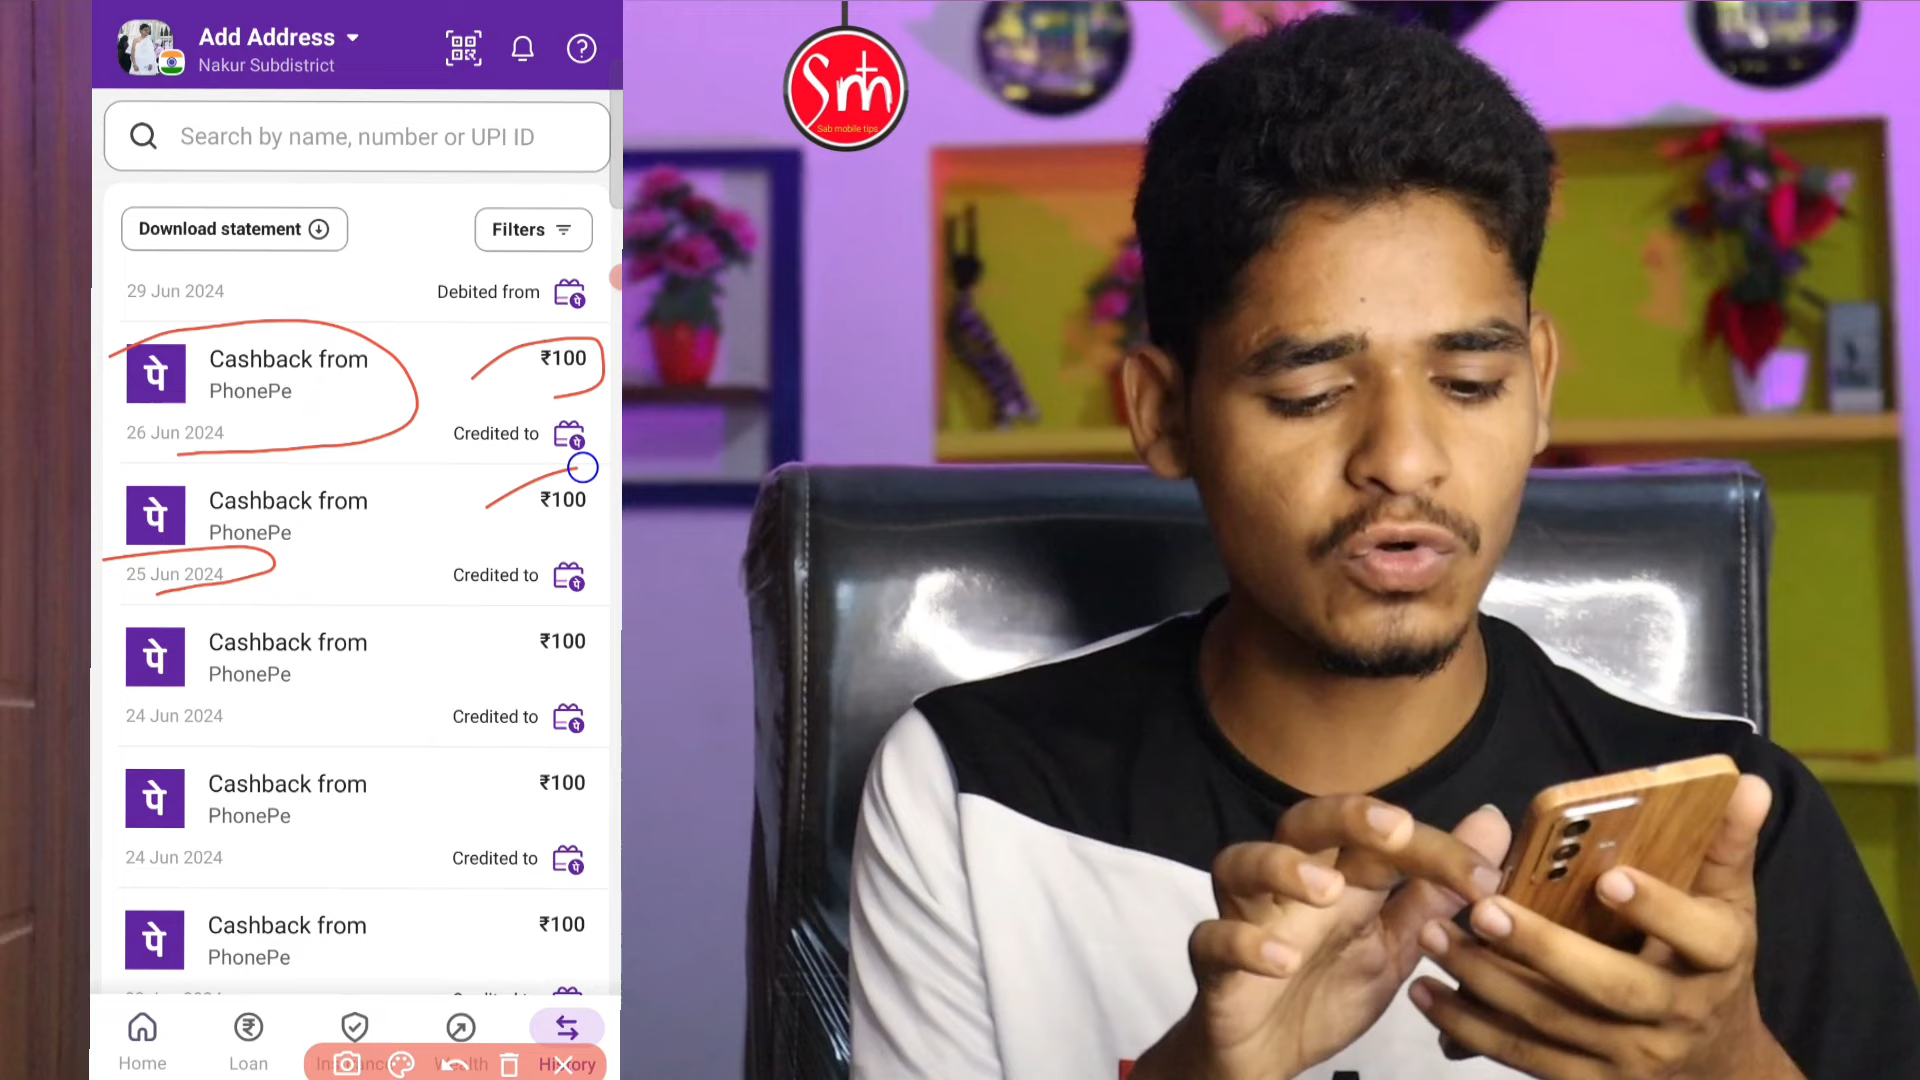 Add Address
Nakur Subdistrict
Search by name, number or UPI ID
Download statement
Filters
29 Jun 2024
Debited from
पे
Cashback from
₹100
PhonePe
26 Jun 2024
Credited to
Cashback from
₹100
PhonePe
25 Jun 2024
Credited to
Cashback from
₹100
PhonePe
24 Jun 2024
Credited to
Cashback from
₹100
PhonePe
24 Jun 2024
Credited to
Cashback from
₹100
PhonePe
Home
Loan
History
Smh
Sab mobile tips